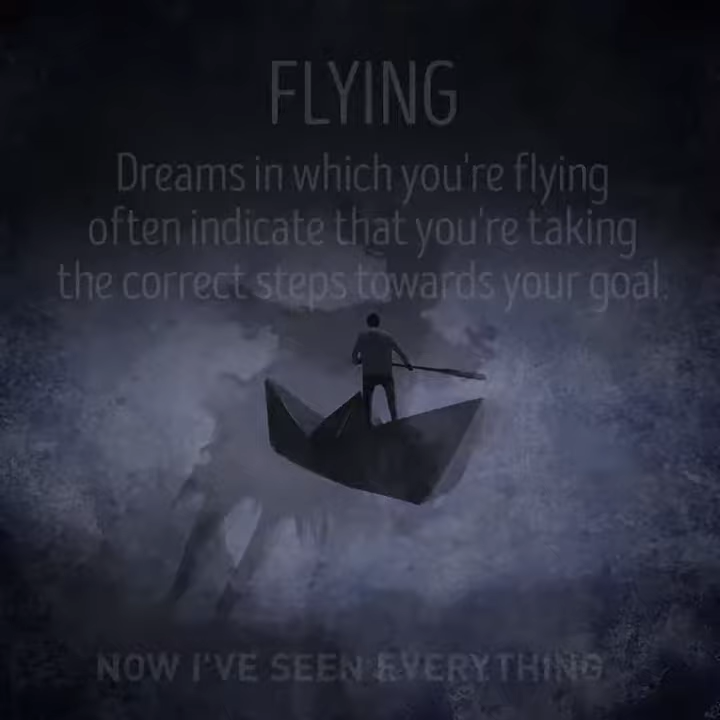 FLYING
Dreams in which you're flying
often indicate that you're taking
the correct steps towards your goal.
NOW I'VE SEEN EVERYTHING